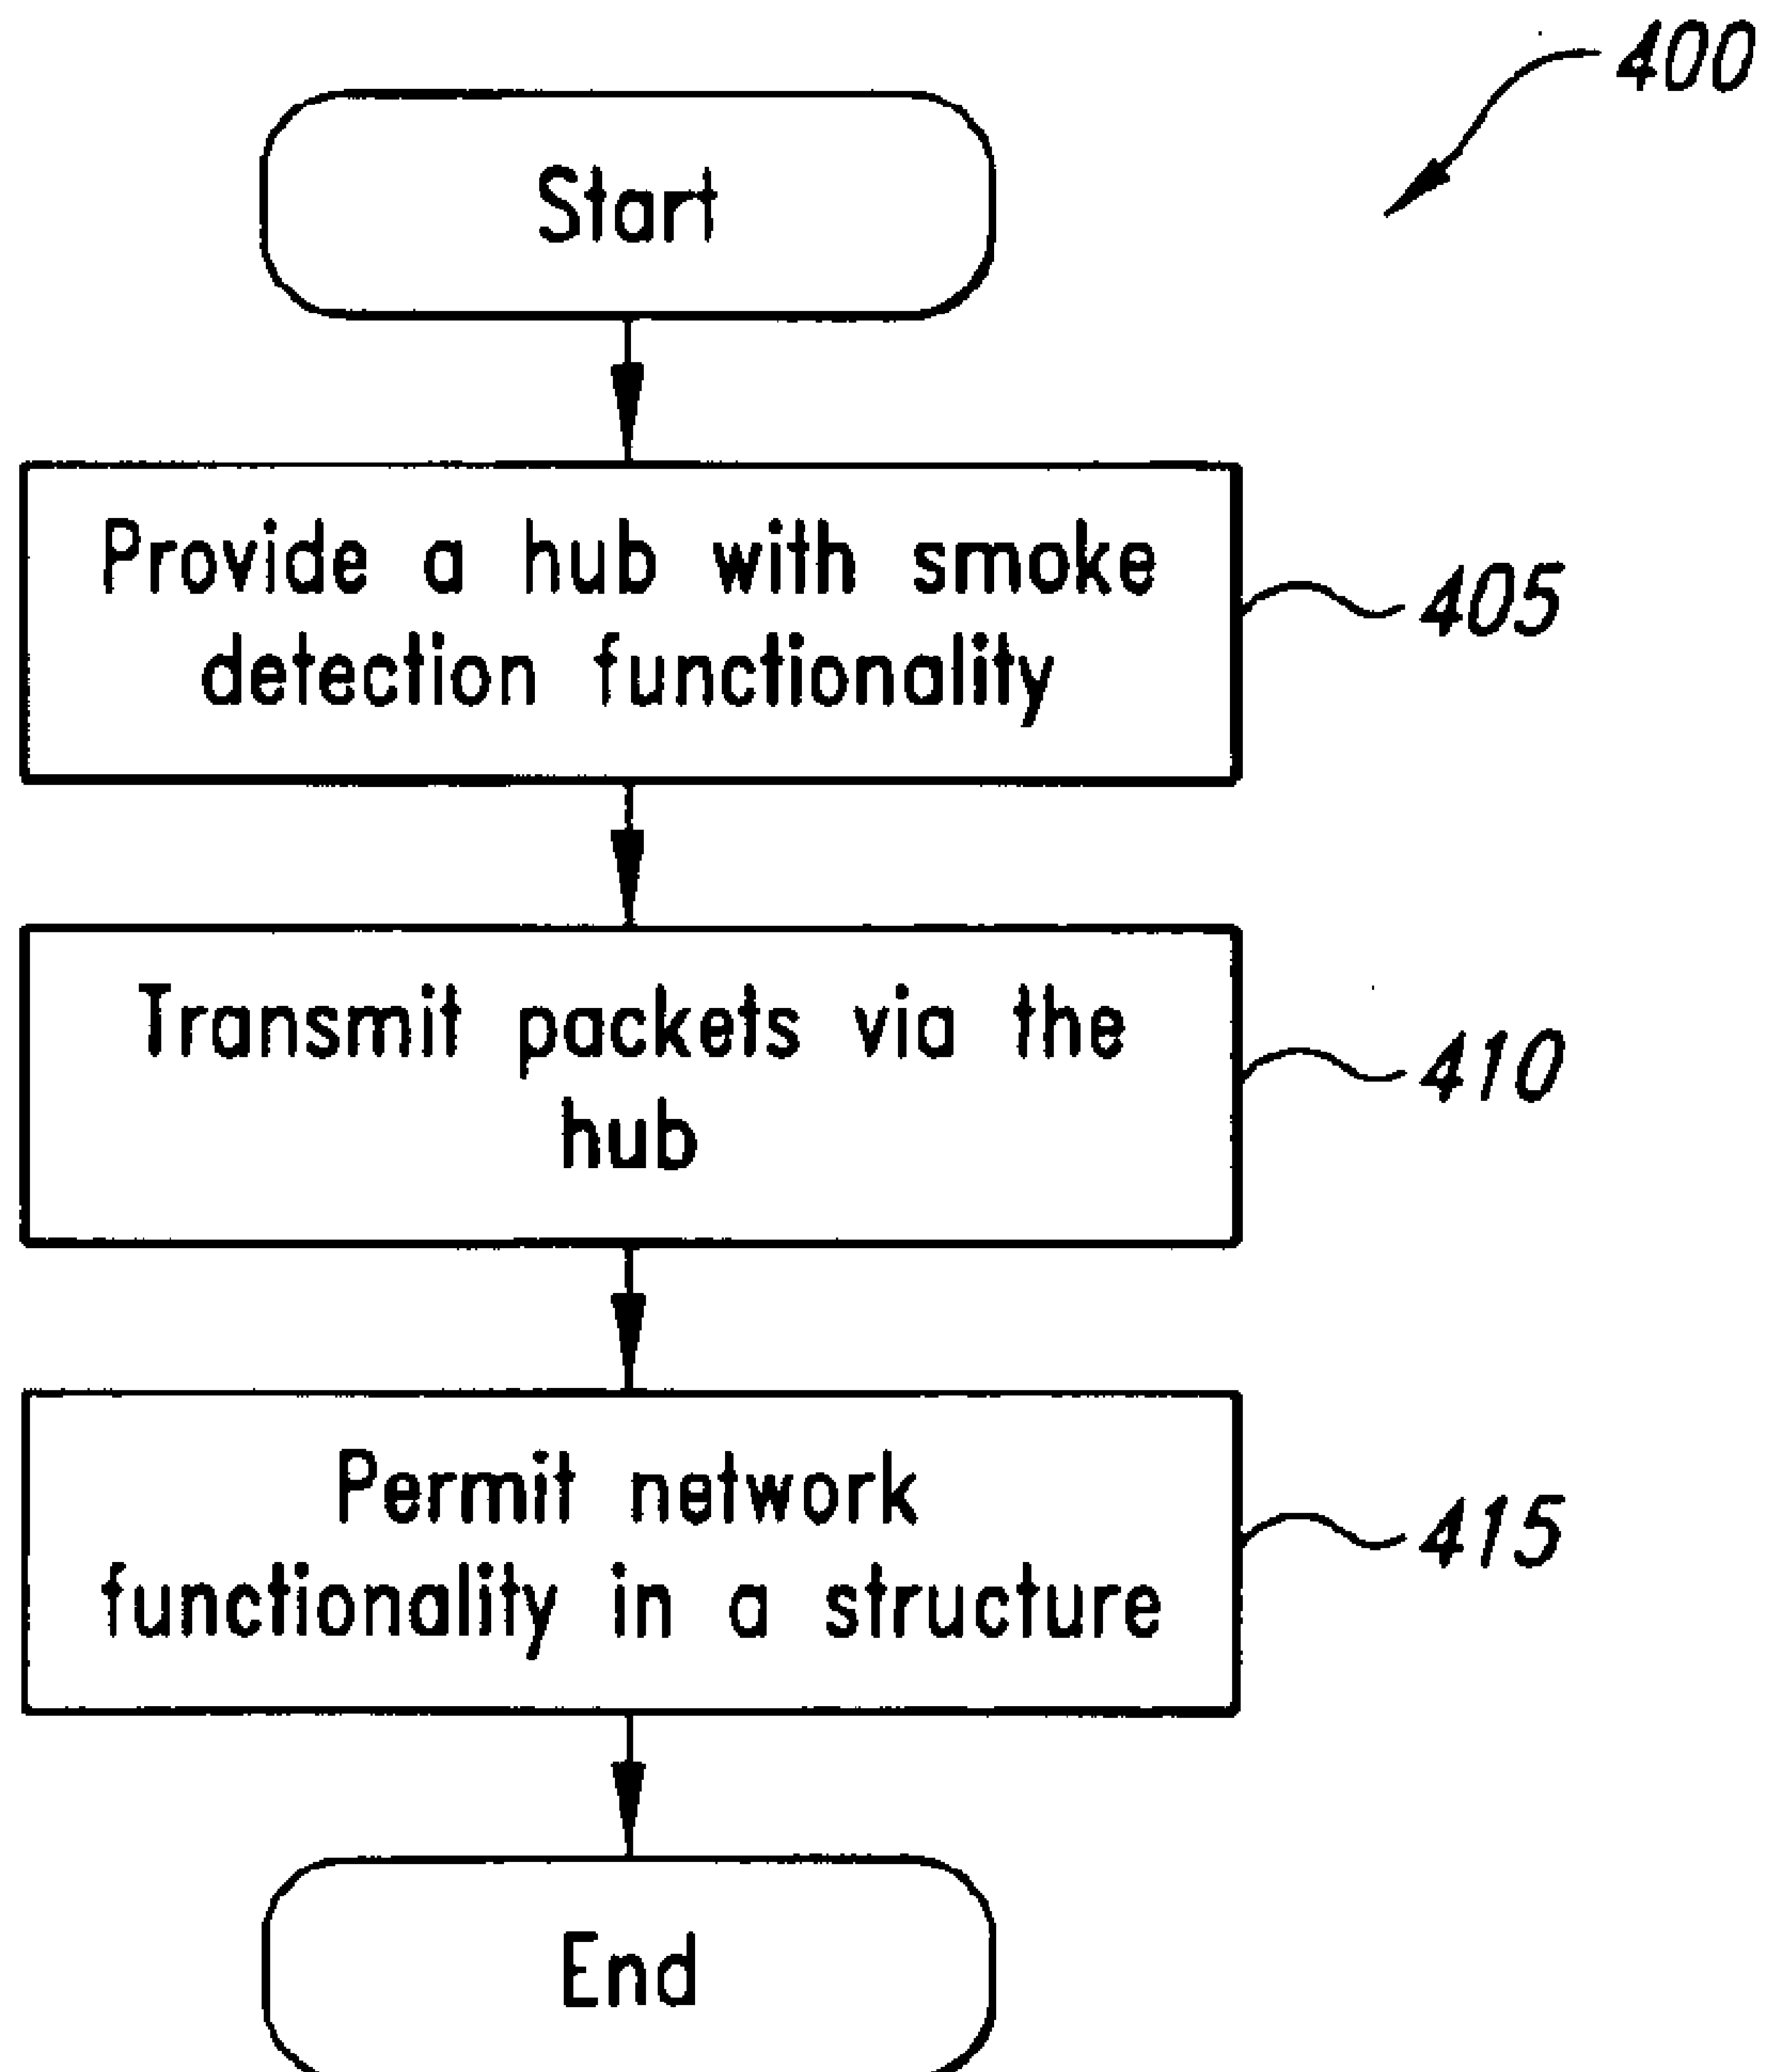 400
Start
Provide a hub with smoke
detection functionality
405
Transmit packets via the
hub
410
Permit network
functionality in a structure
415
End